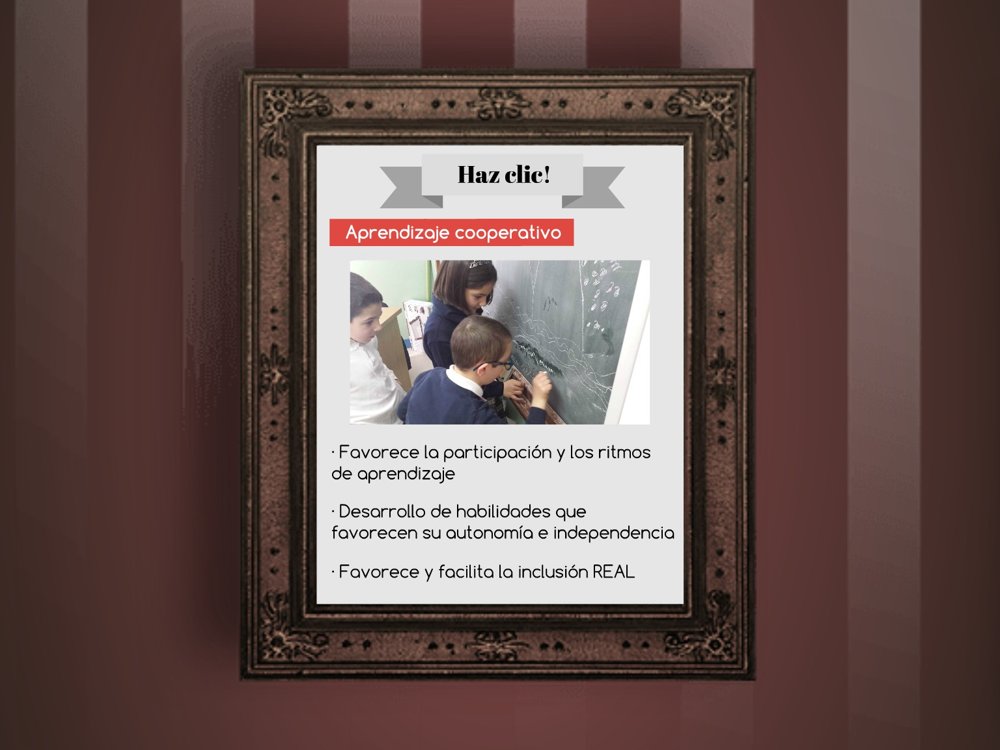 Haz clic!
Aprendizaje cooperativo
· Favorece la participación y los ritmos
de aprendizaje
· Desarrollo de habilidades que
favorecen su autonomía e independencia
· Favorece y facilita la inclusión REAL